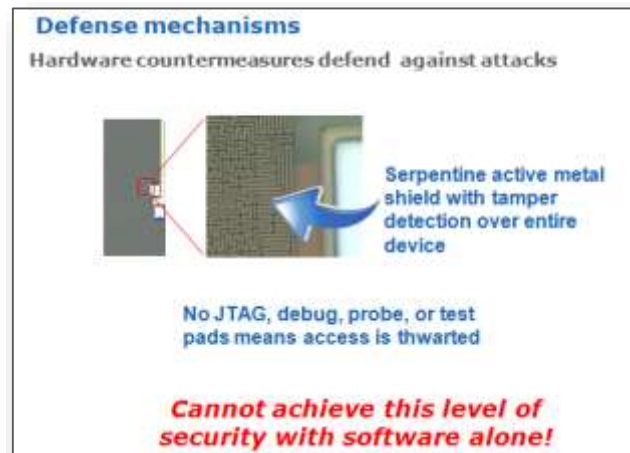 Defense mechanisms
Hardware countermeasures defend against attacks
Serpentine active metal
shield with tamper
detection over entire
device
No JTAG, debug, probe, or test
pads means access is thwarted
Cannot achieve this level of
security with software alone!